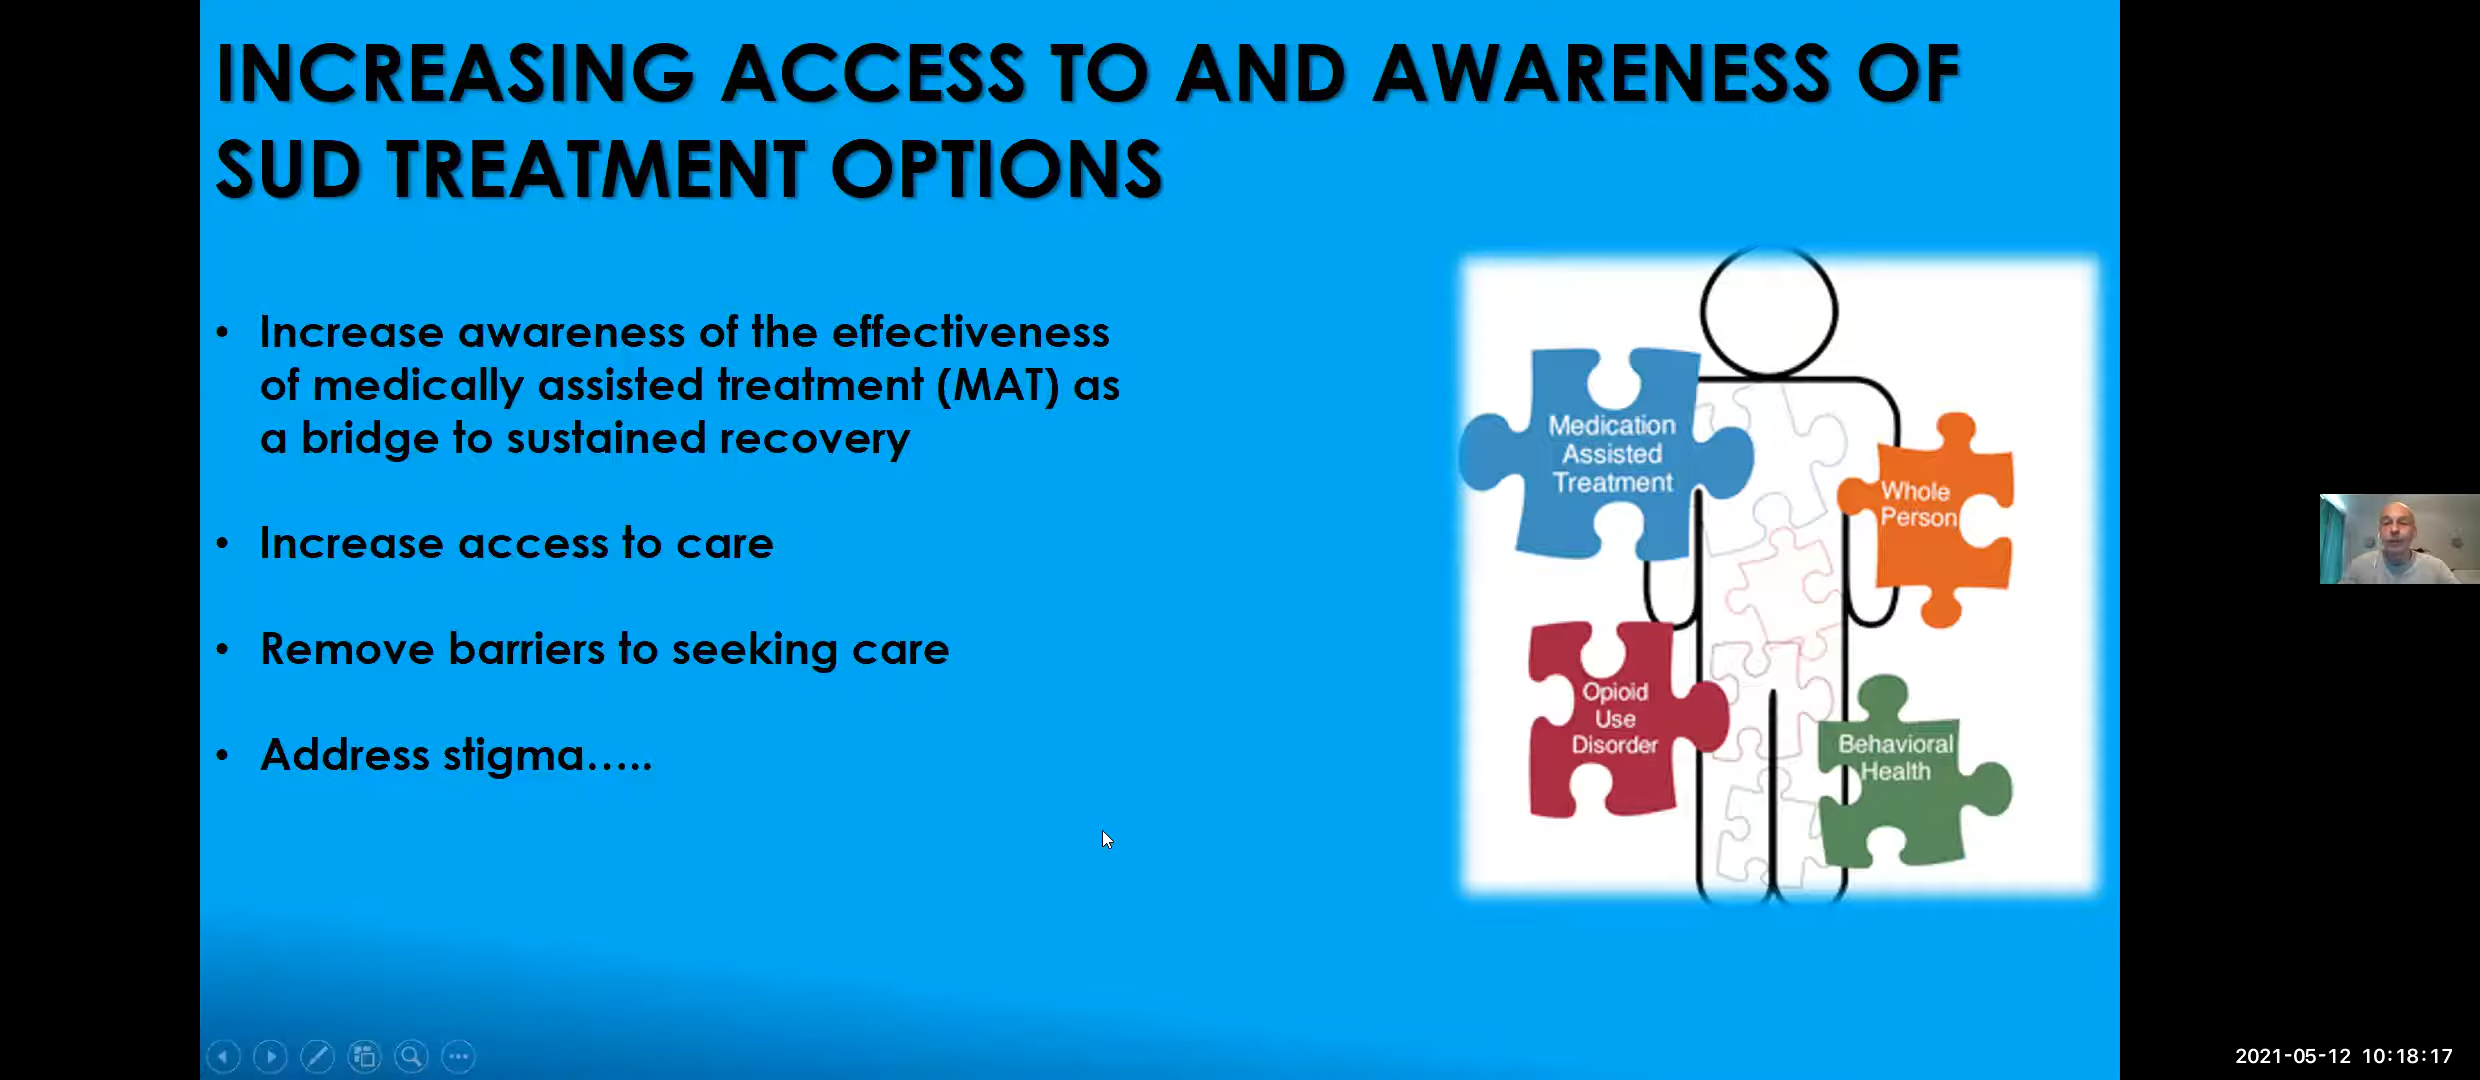 INCREASING ACCESS TO AND AWARENESS OF
SUD TREATMENT OPTIONS
• Increase awareness of the effectiveness
of medically assisted treatment (MAT) as
a bridge to sustained recovery
• Increase access to care
• Remove barriers to seeking care
• Address stigma.....
Medication
Assisted
Treatment
Whole
Person
Opioid
Use
Disorder
Behavioral
Health
2021-05-12 10:18:17